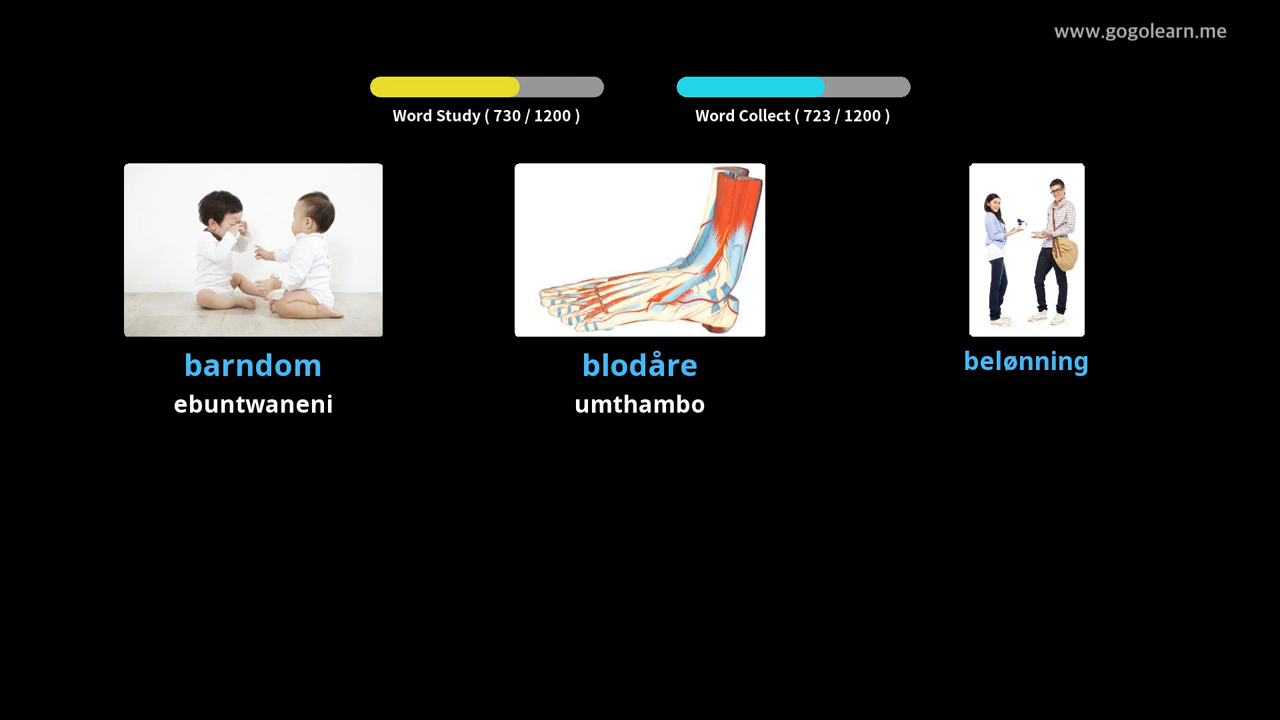 www.gogolearn.me
Word Study ( 730 / 1200 )
Word Collect ( 723 / 1200 )
barndom
blodåre
belønning
ebuntwaneni
umthambo